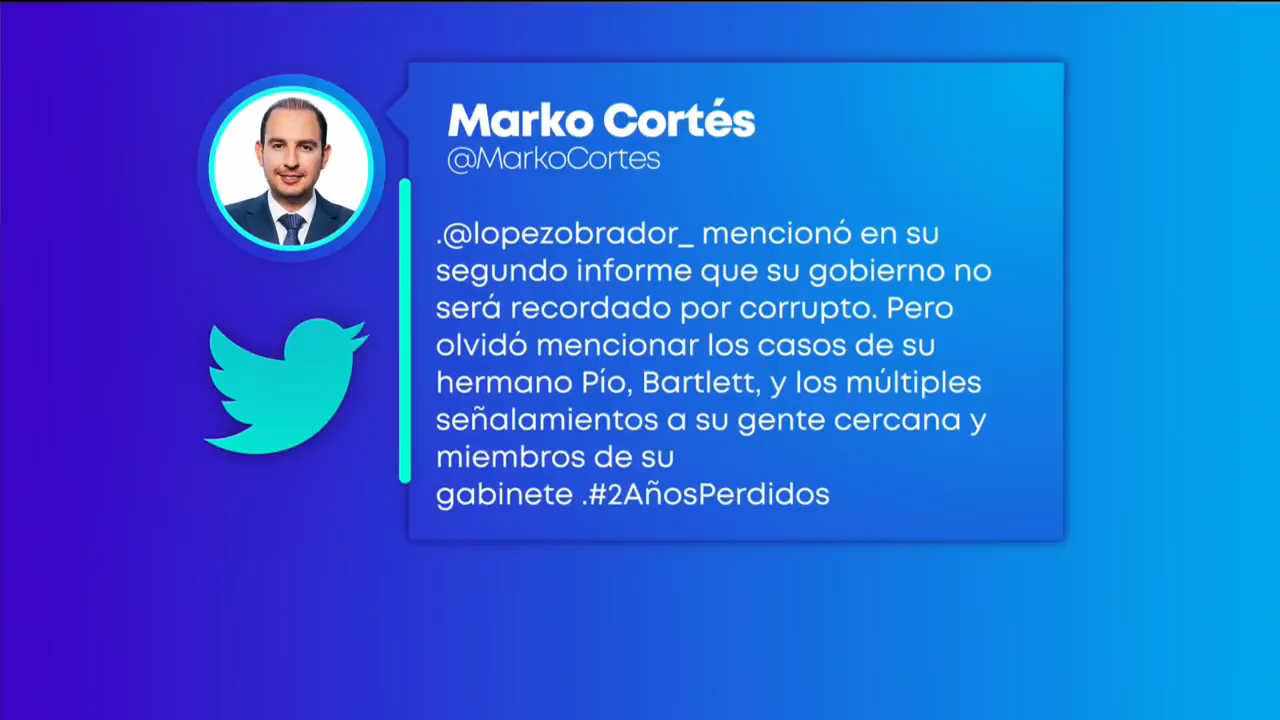 Marko Cortés
@MarkoCortes
.@lopezobrador_ mencionó en su
segundo informe que su gobierno no
será recordado por corrupto. Pero
olvidó mencionar los casos de su
hermano Pío, Bartlett, y los múltiples
señalamientos a su gente cercana y
miembros de su
gabinete .#2AñosPerdidos